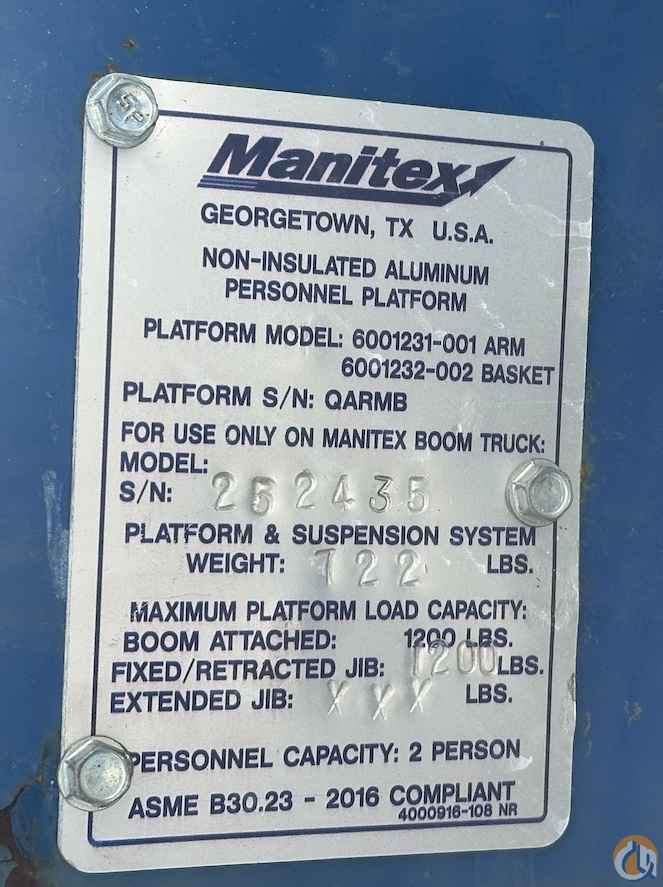 SP
Manitex
GEORGETOWN, TX U.S.A.
NON-INSULATED ALUMINUM
PERSONNEL PLATFORM
PLATFORM MODEL: 6001231-001 ARM
6001232-002 BASKET
PLATFORM S/N: QARMB
FOR USE ONLY ON MANITEX BOOM TRUCK:
MODEL:
S/N: 252435
PLATFORM & SUSPENSION SYSTEM
WEIGHT: 722 LBS.
MAXIMUM PLATFORM LOAD CAPACITY:
BOOM ATTACHED: 1200 LBS.
FIXED/RETRACTED JIB: 1200 LBS.
EXTENDED JIB: XXX LBS.
PERSONNEL CAPACITY: 2 PERSON
ASME B30.23 - 2016 COMPLIANT
4000916-108 NR